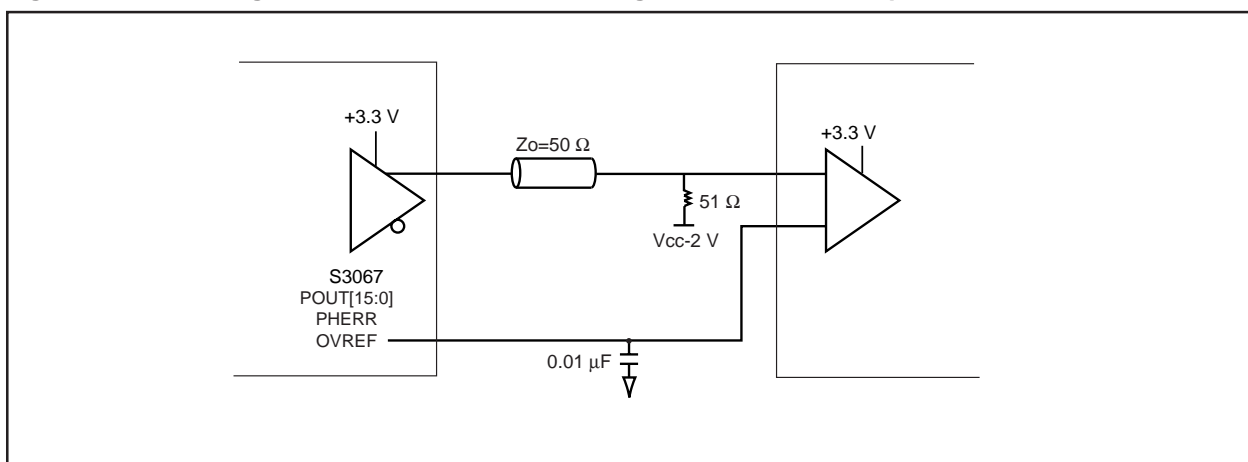 +3.3 V
Zo=50 Ω
+3.3 V
51 Ω
Vcc-2 V
S3067
POUT[15:0]
PHERR
OVREF
0.01 µF